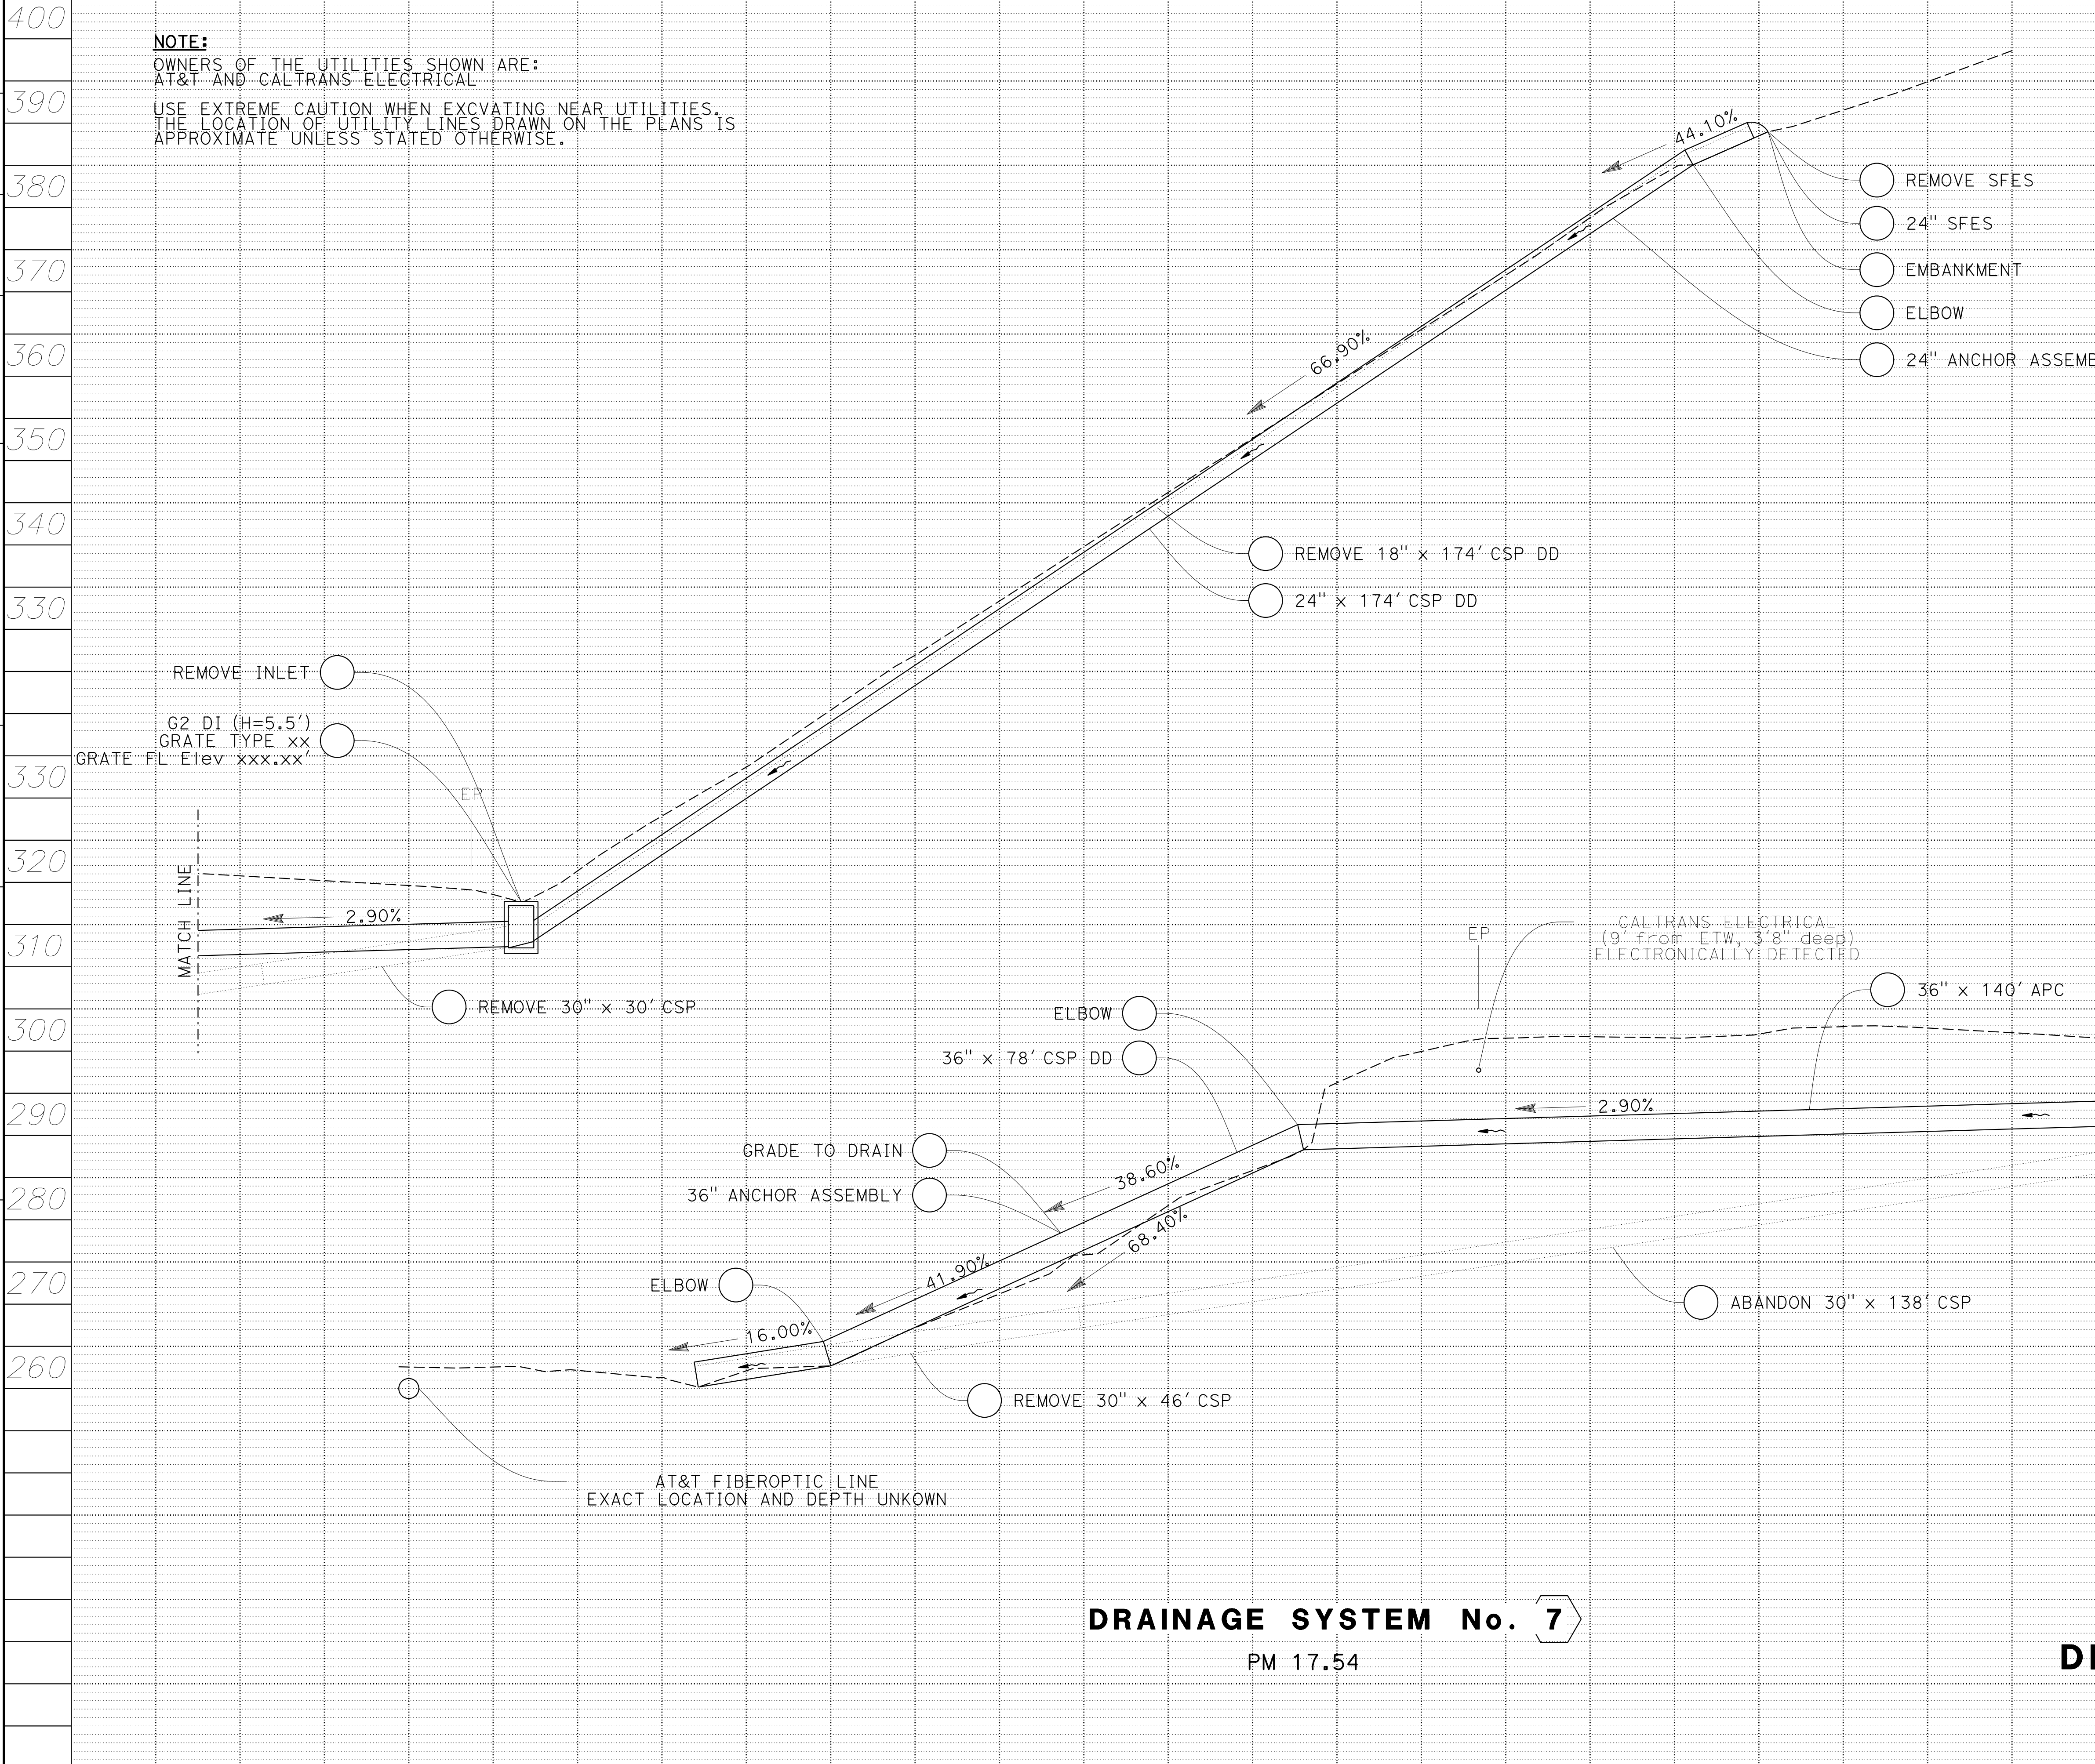 400
390
380
370
360
350
340
330
330
320
310
300
290
280
270
260
NOTE:
OWNERS OF THE UTILITIES SHOWN ARE:
AT&T AND CALTRANS ELECTRICAL
USE EXTREME CAUTION WHEN EXCVATING NEAR UTILITIES.
THE LOCATION OF UTILITY LINES DRAWN ON THE PLANS IS
APPROXIMATE UNLESS STATED OTHERWISE.
44.10%
REMOVE SFES
24" SFES
EMBANKMENT
ELBOW
24" ANCHOR ASSEMB
66.90%
REMOVE 18" x 174' CSP DD
24" x 174' CSP DD
REMOVE INLET
G2 DI (H=5.5')
GRATE TYPE xx
GRATE FL Elev xxx.xx'
EP
MATCH LINE
2.90%
REMOVE 30" x 30' CSP
EP
CALTRANS ELECTRICAL
(9' from ETW, 3'8" deep)
ELECTRONICALLY DETECTED
36" x 140' APC
ELBOW
36" x 78' CSP DD
2.90%
GRADE TO DRAIN
36" ANCHOR ASSEMBLY
38.60%
68.40%
41.90%
ELBOW
16.00%
ABANDON 30" x 138' CSP
REMOVE 30" x 46' CSP
AT&T FIBEROPTIC LINE
EXACT LOCATION AND DEPTH UNKOWN
DRAINAGE SYSTEM No. 7
PM 17.54